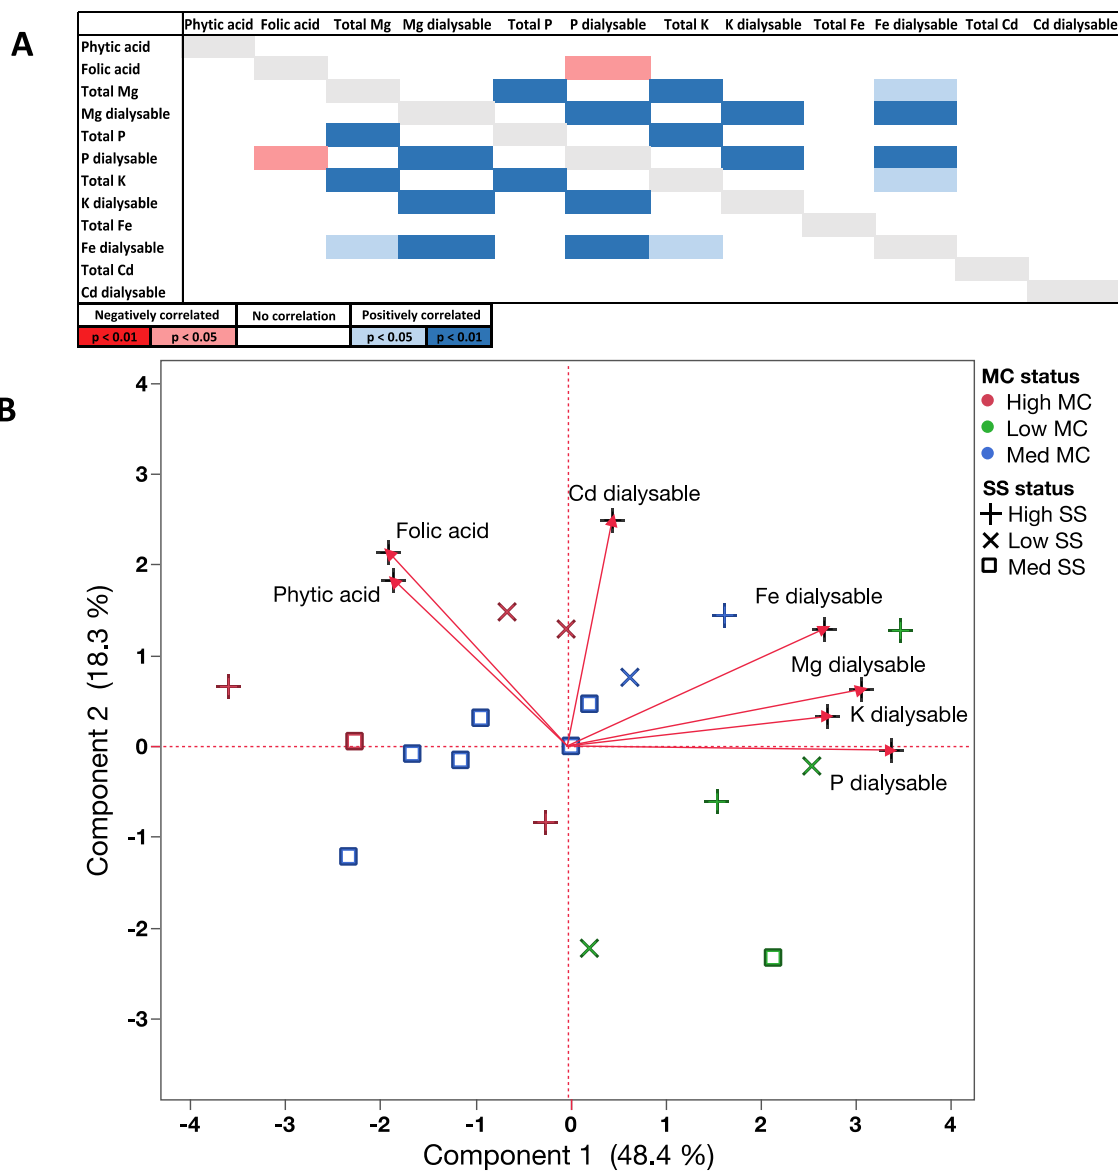 A
Phytic acid Folic acid Total Mg Mg dialysable Total P P dialysable Total K K dialysable Total Fe Fe dialysable Total Cd Cd dialysable
Phytic acid
Folic acid
Total Mg
Mg dialysable
Total P
P dialysable
Total K
K dialysable
Total Fe
Fe dialysable
Total Cd
Cd dialysable
Negatively correlated No correlation Positively correlated
p < 0.01 p < 0.05 p < 0.05 p < 0.01
B
MC status
High MC
Low MC
Med MC
SS status
High SS
Low SS
Med SS
Cd dialysable
Folic acid
Phytic acid
Fe dialysable
Mg dialysable
K dialysable
P dialysable
4
3
2
1
0
-1
-2
-3
Component 2 (18.3 %)
-4 -3 -2 -1 0 1 2 3 4
Component 1 (48.4 %)